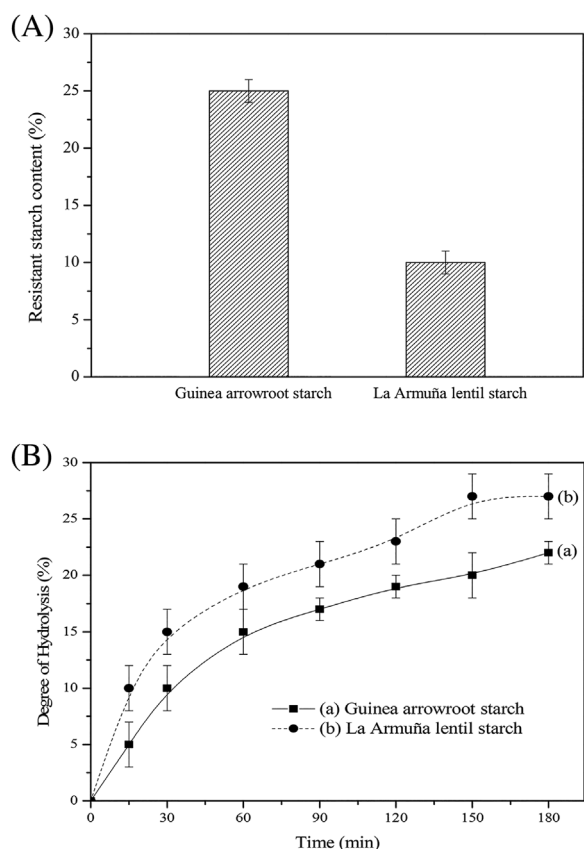 (A)
30
25
20
15
10
5
0
Resistant starch content (%)
Guinea arrowroot starch
La Armuña lentil starch
(B)
30
25
20
15
10
5
0
Degree of Hydrolysis (%)
(b)
(a)
(a) Guinea arrowroot starch
(b) La Armuña lentil starch
0 30 60 90 120 150 180
Time (min)